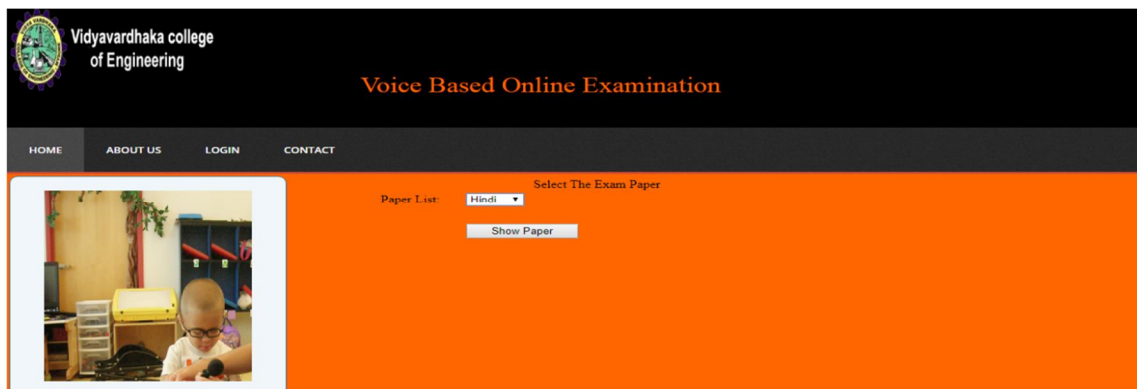 Vidyavardhaka college
of Engineering
Voice Based Online Examination
HOME ABOUT US LOGIN CONTACT
Select The Exam Paper
Paper List: Hindi
Show Paper